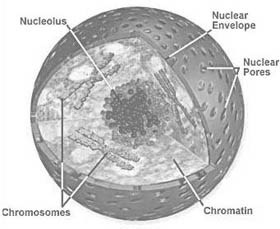 Nucleolus
Nuclear
Envelope
Nuclear
Pores
Chromosomes
Chromatin